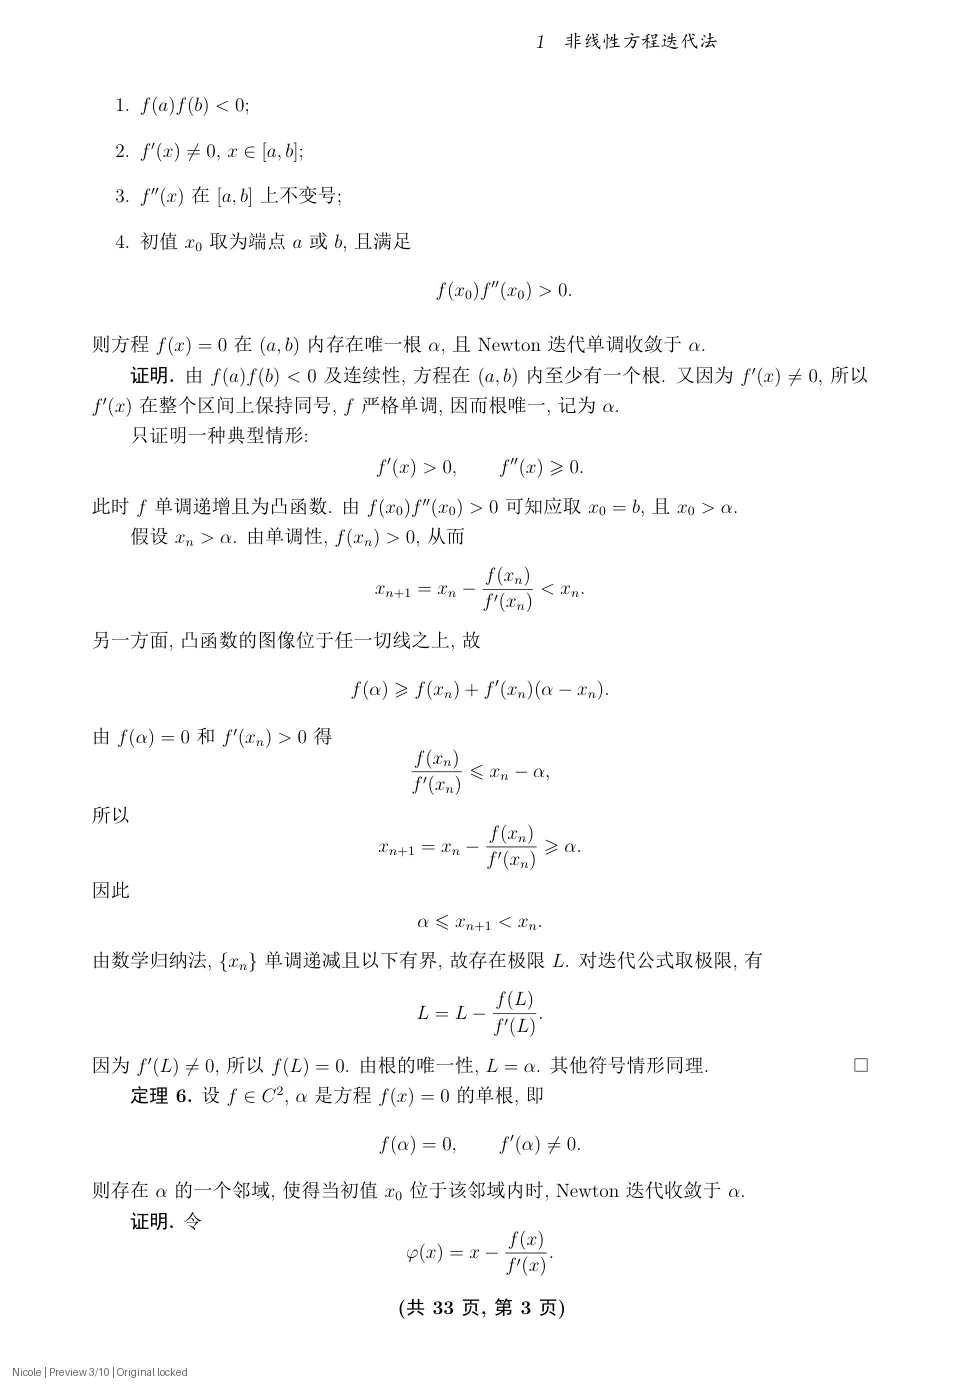 1 非线性方程迭代法
1. f(a)f(b) < 0;
2. f′(x) ≠ 0, x ∈ [a, b];
3. f″(x) 在 [a, b] 上不变号;
4. 初值 x₀ 取为端点 a 或 b, 且满足
f(x₀)f″(x₀) > 0.
则方程 f(x) = 0 在 (a, b) 内存在唯一根 α, 且 Newton 迭代单调收敛于 α.
证明. 由 f(a)f(b) < 0 及连续性, 方程在 (a, b) 内至少有一个根. 又因为 f′(x) ≠ 0, 所以
f′(x) 在整个区间上保持同号, f 严格单调, 因而根唯一, 记为 α.
只证明一种典型情形:
f′(x) > 0, f″(x) ⩾ 0.
此时 f 单调递增且为凸函数. 由 f(x₀)f″(x₀) > 0 可知应取 x₀ = b, 且 x₀ > α.
假设 xₙ > α. 由单调性, f(xₙ) > 0, 从而
xₙ₊₁ = xₙ − f(xₙ)/f′(xₙ) < xₙ.
另一方面, 凸函数的图像位于任一切线之上, 故
f(α) ⩾ f(xₙ) + f′(xₙ)(α − xₙ).
由 f(α) = 0 和 f′(xₙ) > 0 得
f(xₙ)/f′(xₙ) ⩽ xₙ − α,
所以
xₙ₊₁ = xₙ − f(xₙ)/f′(xₙ) ⩾ α.
因此
α ⩽ xₙ₊₁ < xₙ.
由数学归纳法, {xₙ} 单调递减且以下有界, 故存在极限 L. 对迭代公式取极限, 有
L = L − f(L)/f′(L).
因为 f′(L) ≠ 0, 所以 f(L) = 0. 由根的唯一性, L = α. 其他符号情形同理. □
定理 6. 设 f ∈ C², α 是方程 f(x) = 0 的单根, 即
f(α) = 0, f′(α) ≠ 0.
则存在 α 的一个邻域, 使得当初值 x₀ 位于该邻域内时, Newton 迭代收敛于 α.
证明. 令
φ(x) = x − f(x)/f′(x).
(共 33 页, 第 3 页)
Nicole | Preview 3/10 | Original locked